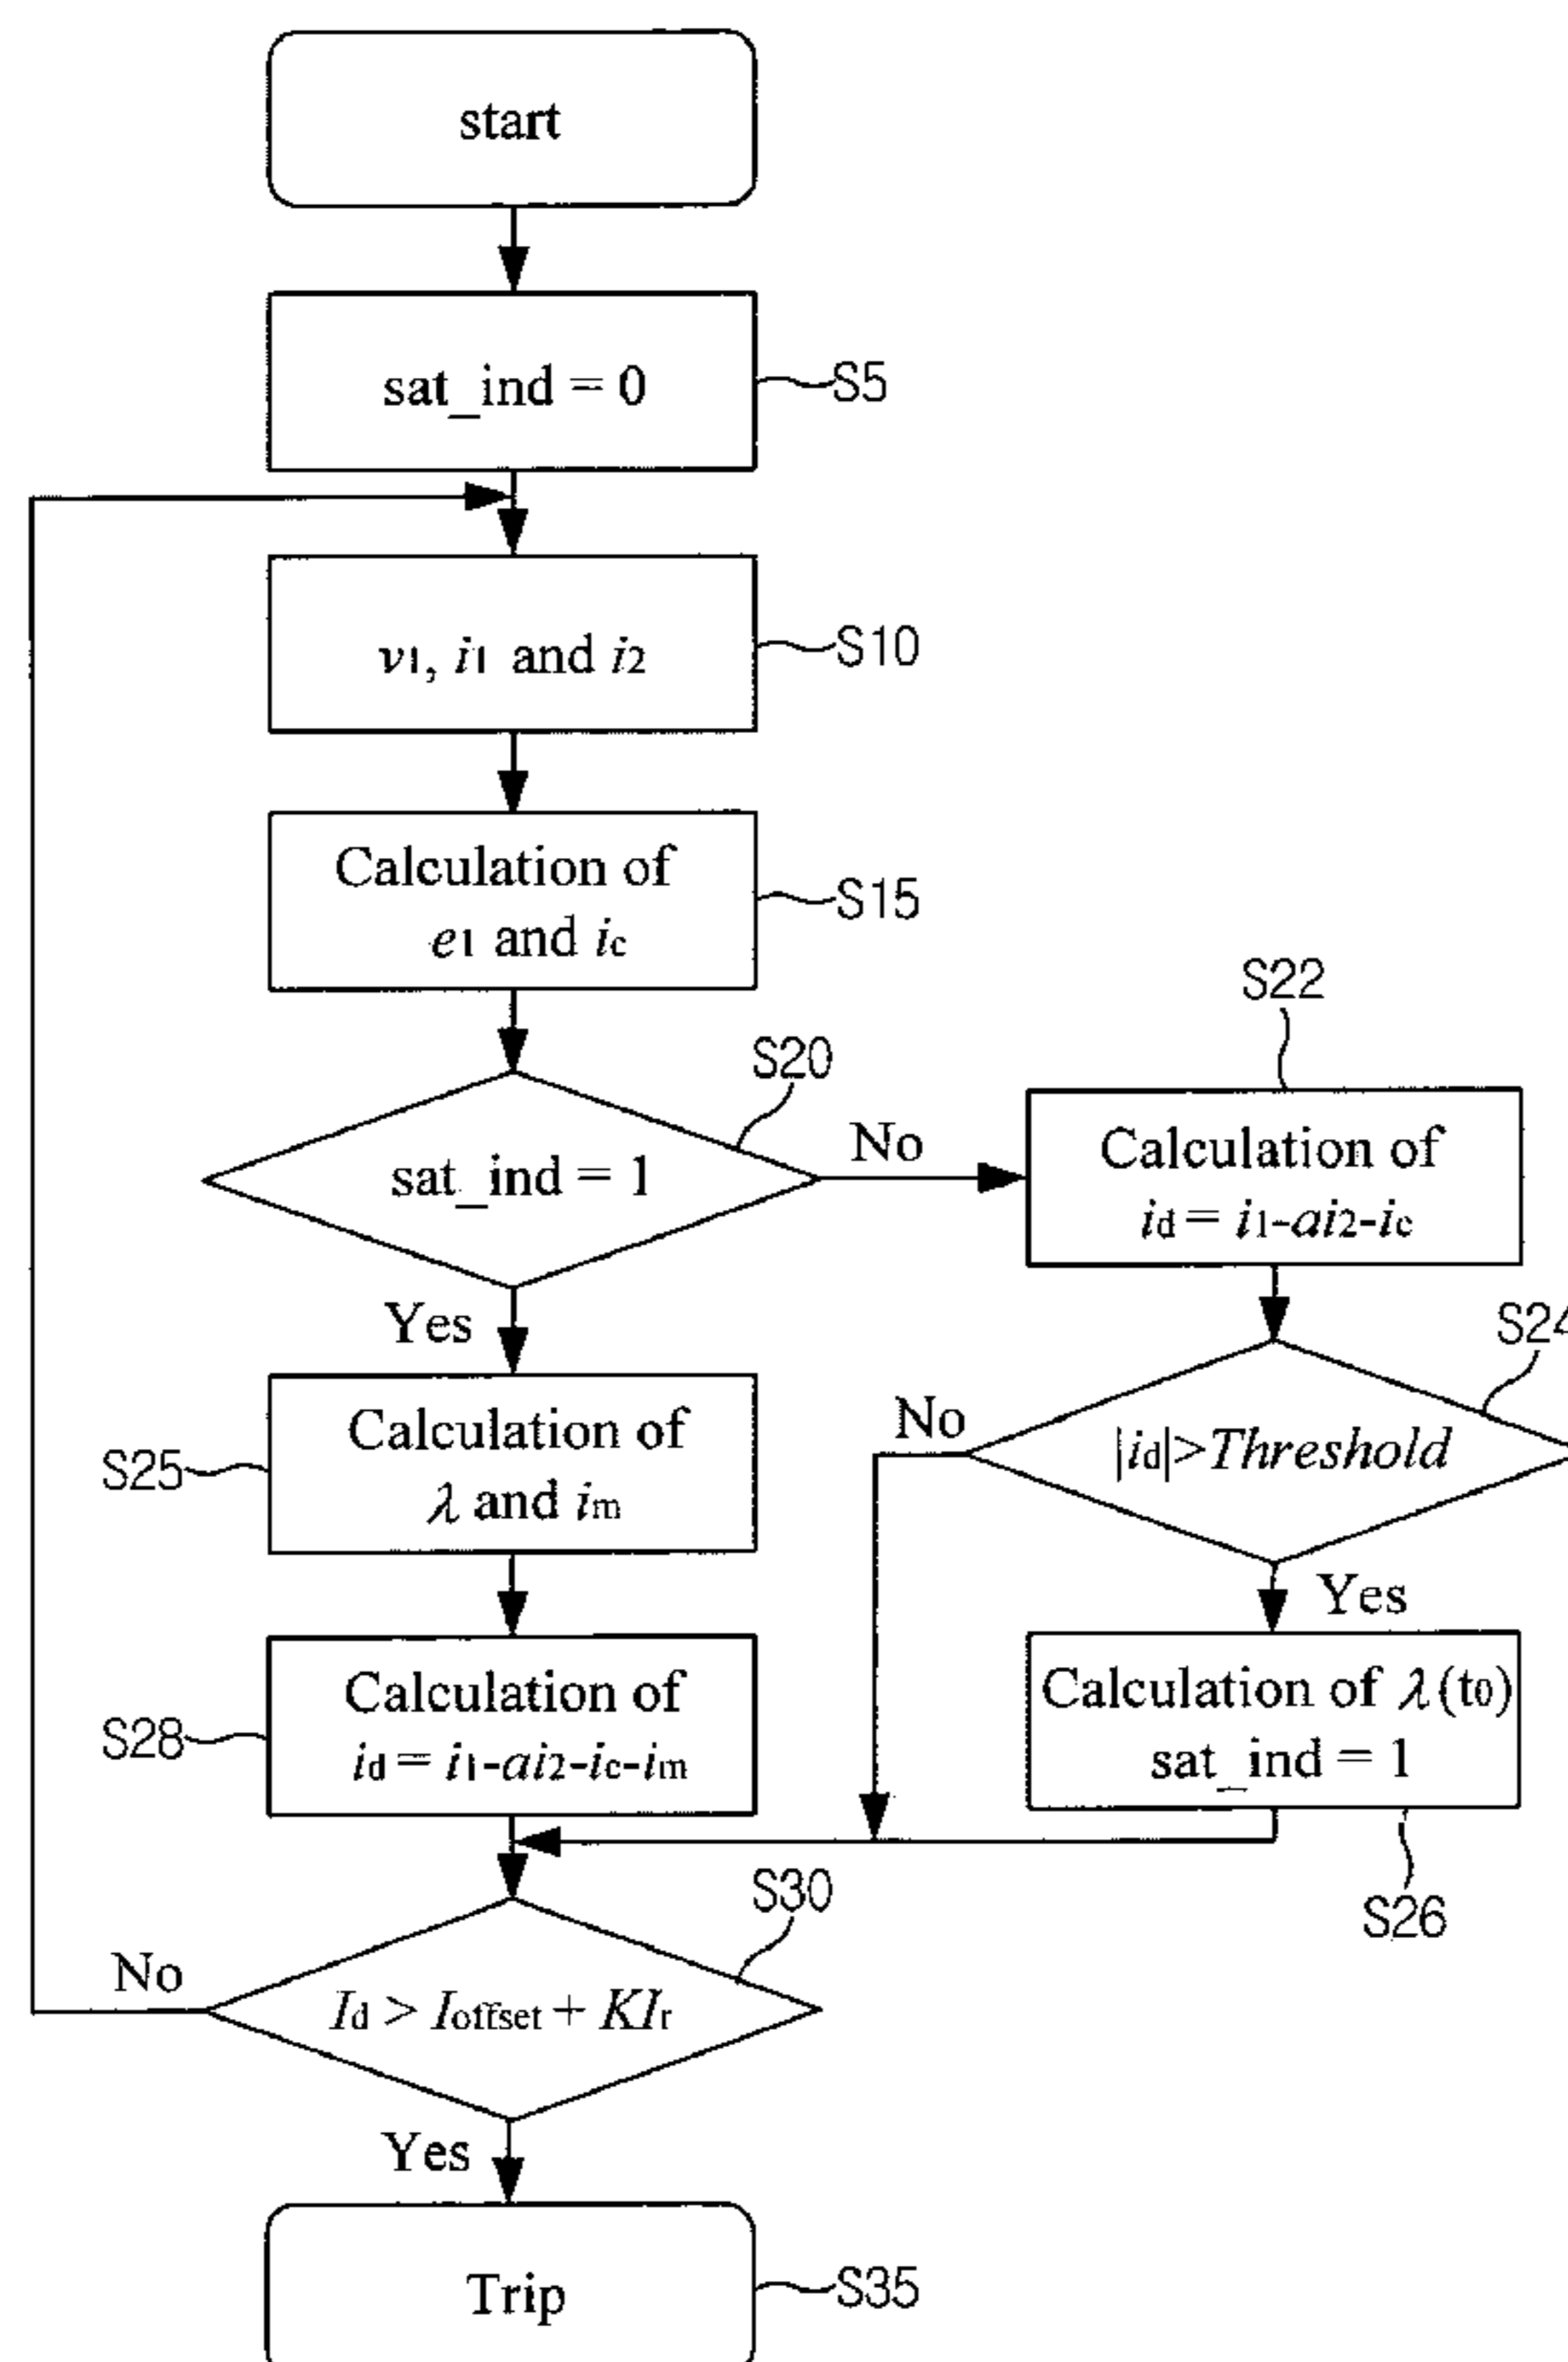 start
sat_ind = 0
S5
v1, i1 and i2
S10
Calculation of
e1 and ic
S15
sat_ind = 1
S20
No
Yes
S22
Calculation of
id = i1-ai2-ic
S24
|id|>Threshold
No
Yes
S25
Calculation of
λ and im
S28
Calculation of
id = i1-ai2-ic-im
Calculation of λ(t0)
sat_ind = 1
S26
S30
Id > Ioffset + KIr
No
Yes
Trip
S35